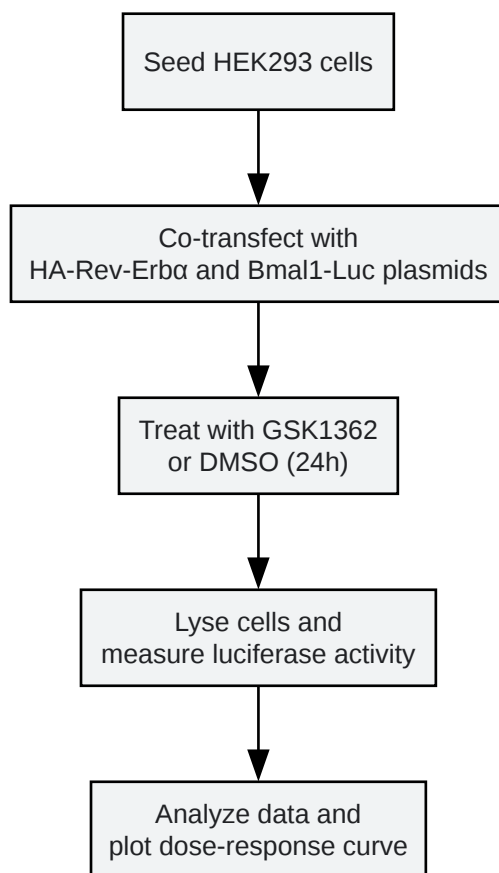 Seed HEK293 cells
Co-transfect with
HA-Rev-Erbα and Bmal1-Luc plasmids
Treat with GSK1362
or DMSO (24h)
Lyse cells and
measure luciferase activity
Analyze data and
plot dose-response curve